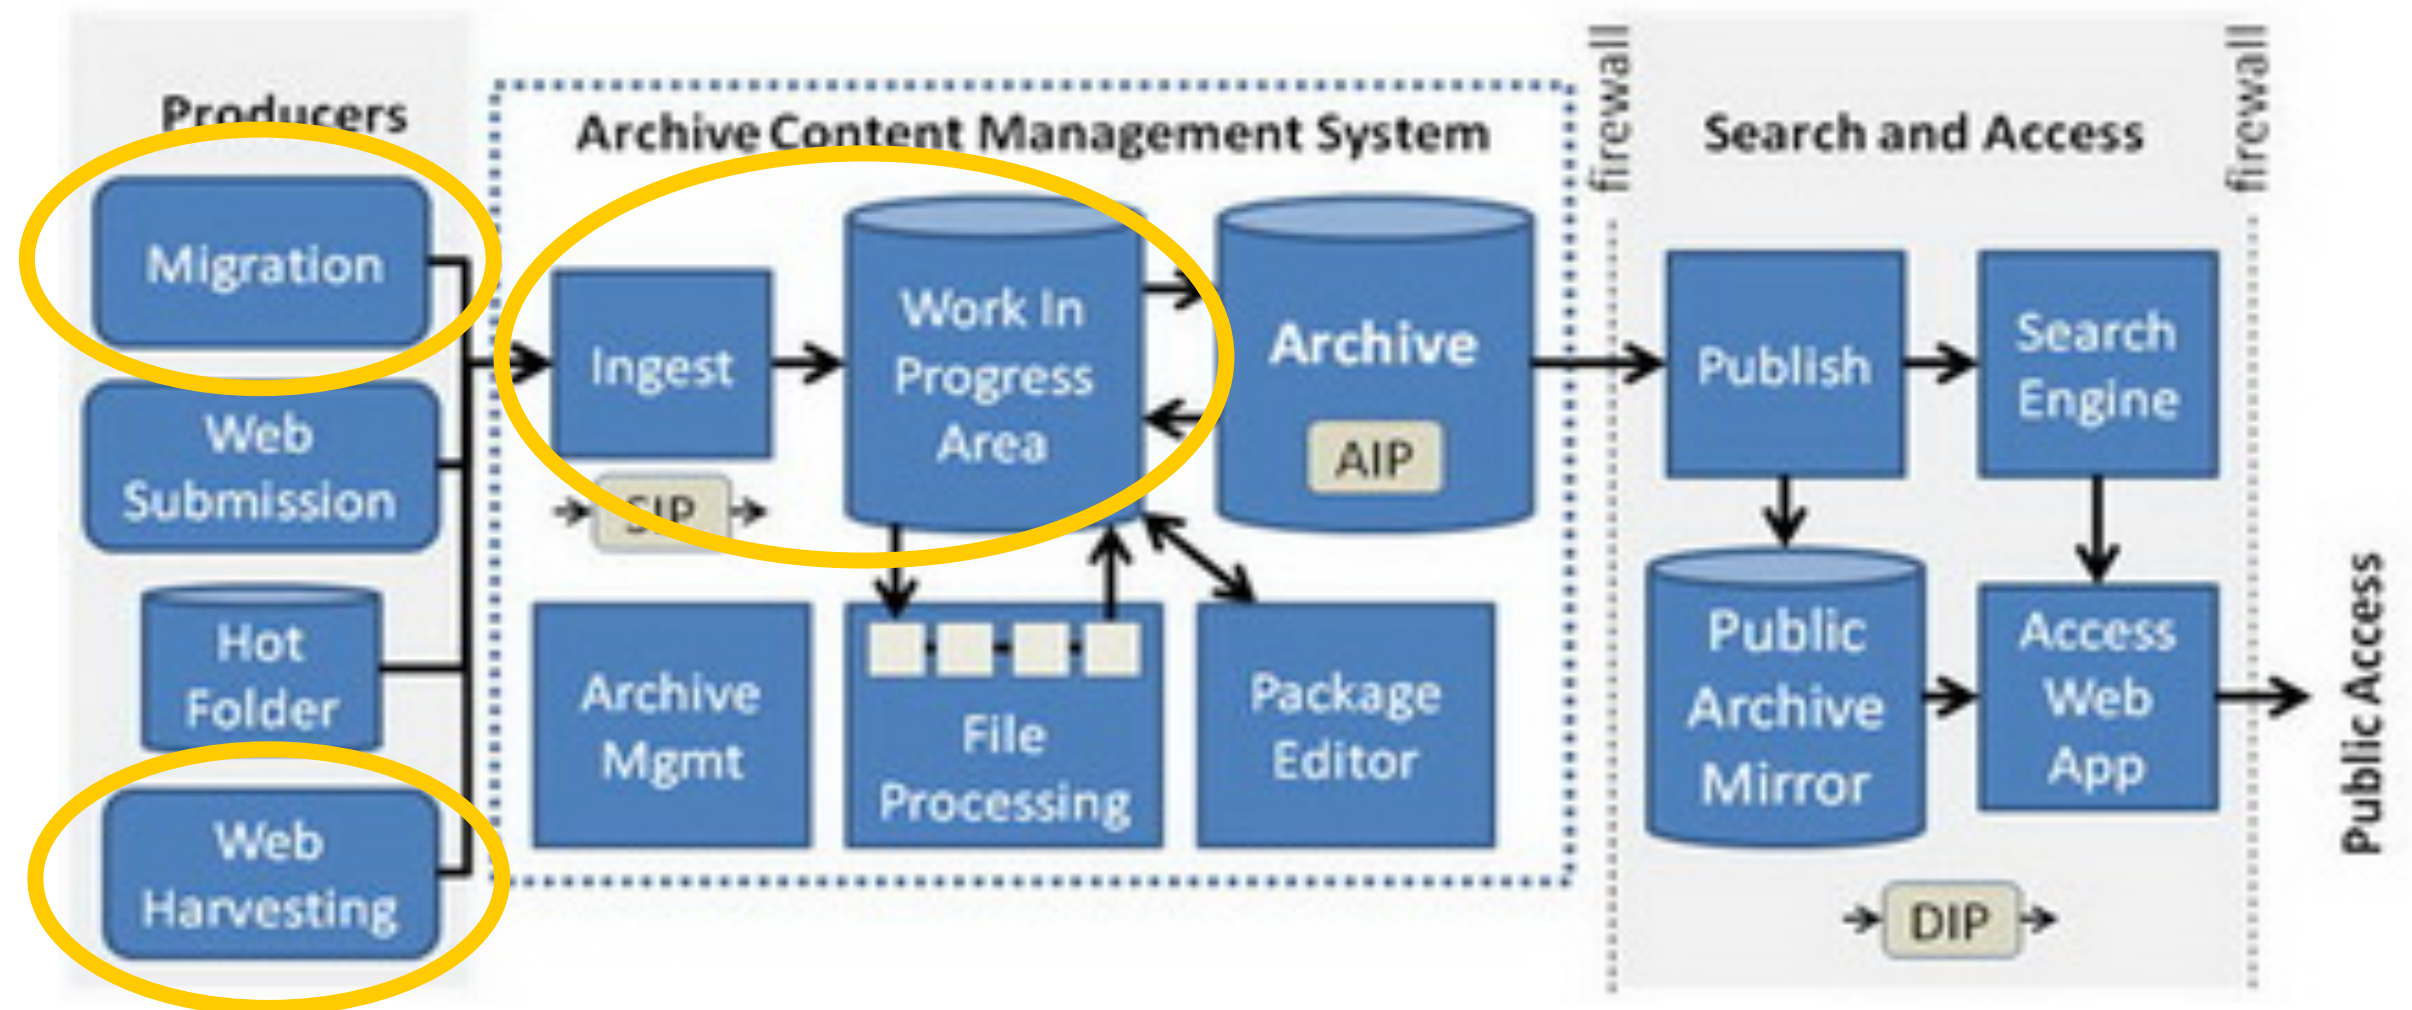 Producers
Migration
Web
Submission
Hot
Folder
Web
Harvesting
Archive Content Management System
Ingest
SIP
Work In
Progress
Area
Archive
AIP
Archive
Mgmt
File
Processing
Package
Editor
firewall
Search and Access
firewall
Publish
Search
Engine
Public
Archive
Mirror
Access
Web
App
DIP
Public Access